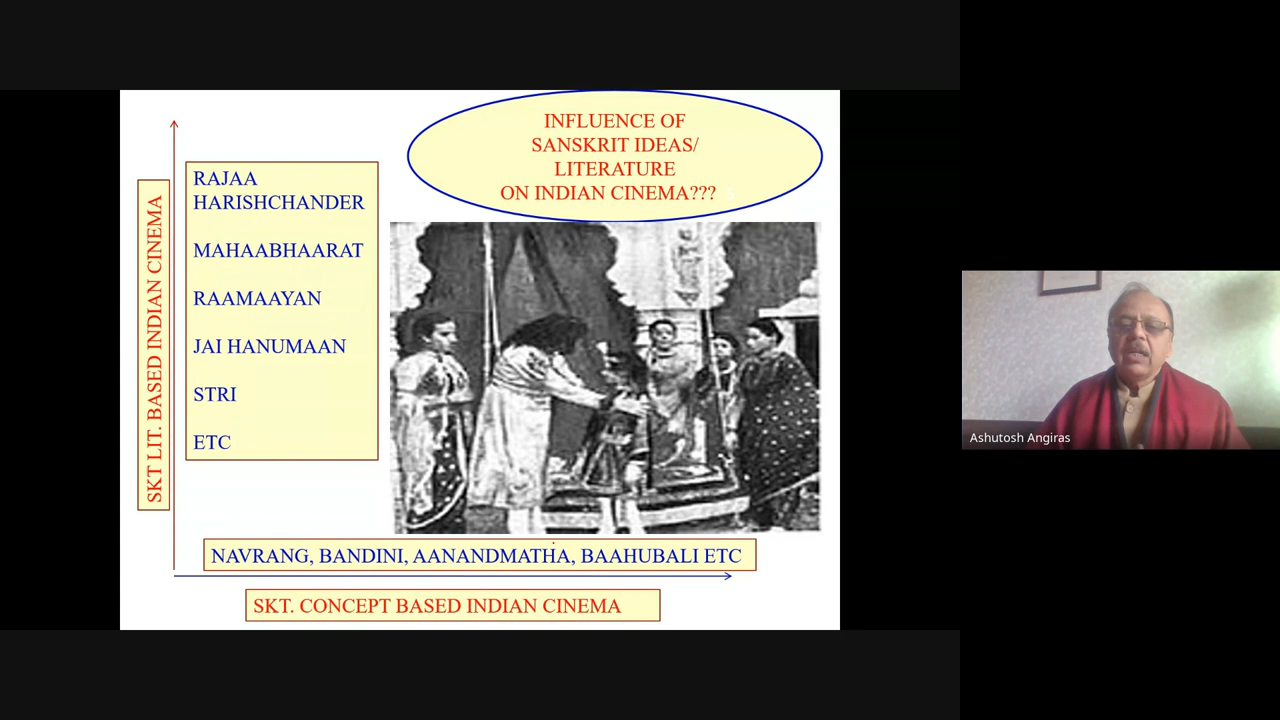 INFLUENCE OF
SANSKRIT IDEAS/
LITERATURE
ON INDIAN CINEMA???
SKT LIT. BASED INDIAN CINEMA
RAJAA
HARISHCHANDER
MAHAABHAARAT
RAAMAAYAN
JAI HANUMAAN
STRI
ETC
NAVRANG, BANDINI, AANANDMATHA, BAAHUBALI ETC
SKT. CONCEPT BASED INDIAN CINEMA
Ashutosh Angiras